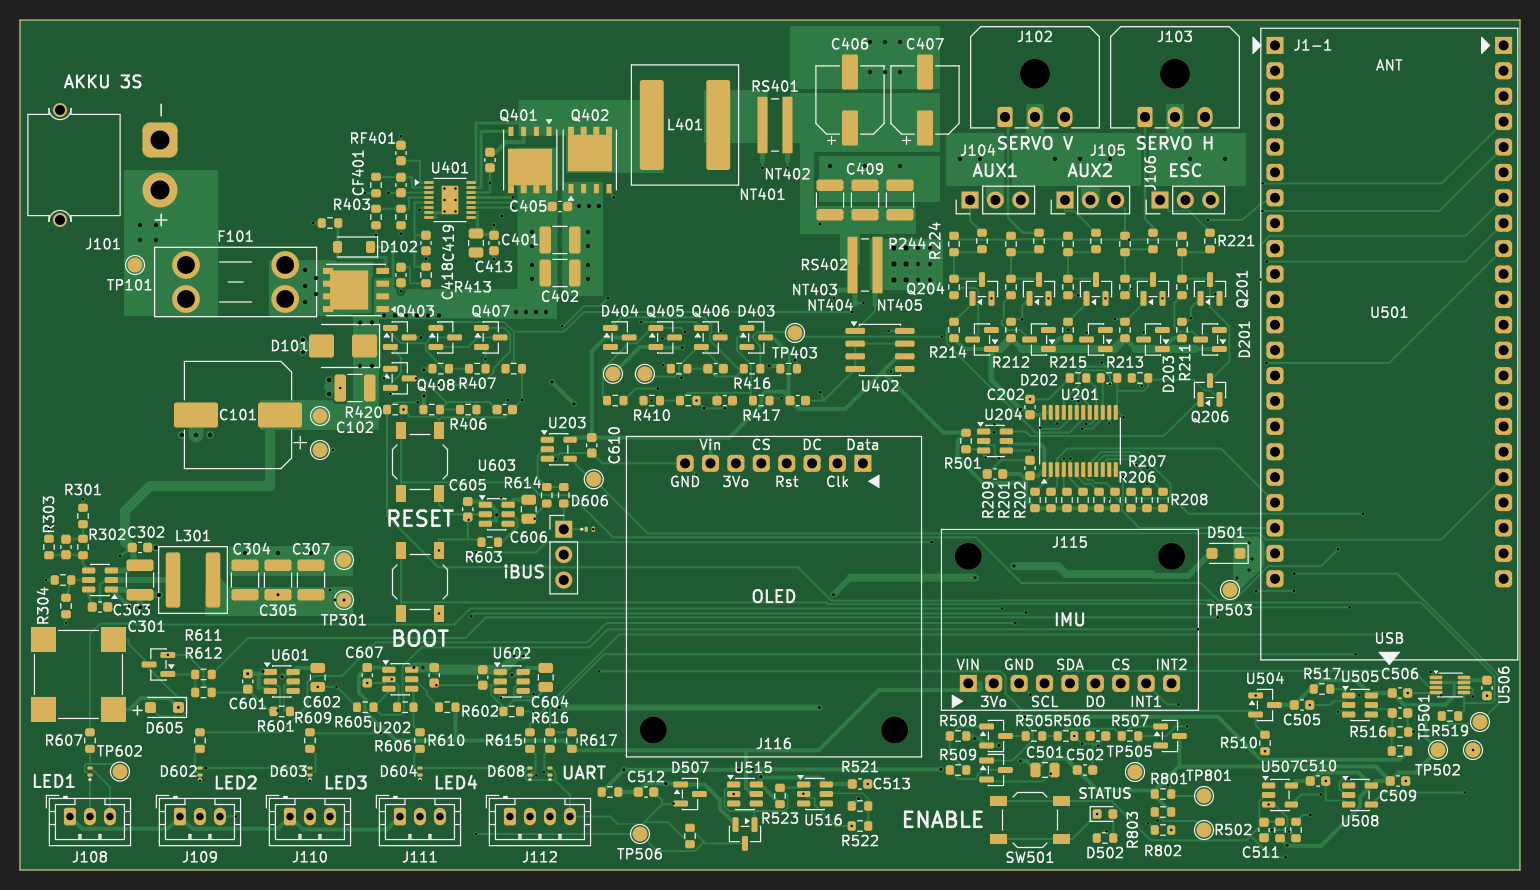 J1-1
ANT
J102
J103
C406
C407
AKKU 3S
RS401
Q401
Q402
L401
RF401
SERVO V
SERVO H
J104
J105
J106
AUX1
AUX2
ESC
CF401
U401
C409
NT402
NT401
NT403
C405
J101
F101
D102
C401
C419
C413
C418
R413
C402
P244
R224
R221
RS402
NT403
NT404
NT405
Q204
Q201
TP101
U501
Q403
Q407
D404
Q405
Q406
D403
TP403
D101
Q408
R407
R416
U402
R214
R212
R215
R213
R211
D203
D201
D202
U201
C101
R420
C102
R406
R410
R417
C202
U204
Q206
U203
C610
Vin
CS
DC
Data
GND
3Vo
Rst
Clk
R501
R209
R201
R202
R207
R206
R208
U603
C605
R614
D606
RESET
C606
R603
iBUS
R301
R303
R302
C302
L301
C304
C307
D501
J115
TP503
R304
C303
C301
C305
TP301
OLED
IMU
BOOT
USB
R611
R612
U601
C607
U602
VIN
GND
SDA
CS
INT2
3Vo
SCL
DO
INT1
R517
U505
C506
U506
U504
C505
C601
C602
R601
R609
R605
R602
C604
D605
U202
R606
R610
R615
R616
R617
R607
TP602
J116
R508
R505
R506
R507
R509
C501
C502
TP505
R510
R516
TP501
R519
TP502
LED1
D602
LED2
D603
LED3
D604
LED4
D608
UART
C512
D507
U515
R521
C513
R523
U516
R522
STATUS
R801
TP801
U507
C510
C509
U508
ENABLE
SW501
D502
R803
R802
R502
C511
TP506
J108
J109
J110
J111
J112